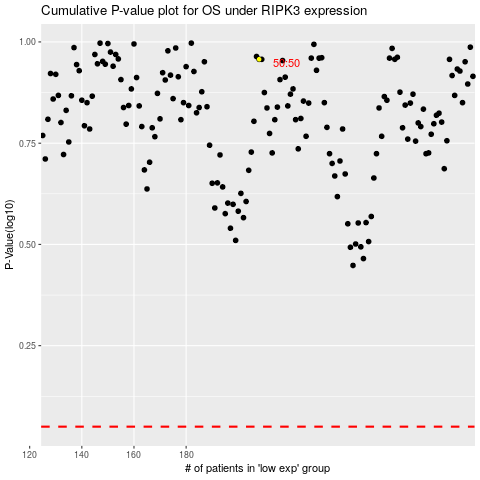 Cumulative P-value plot for OS under RIPK3 expression
P-Value(log10)
1.00
0.75
0.50
0.25
50:50
120 140 160 180
# of patients in 'low exp' group